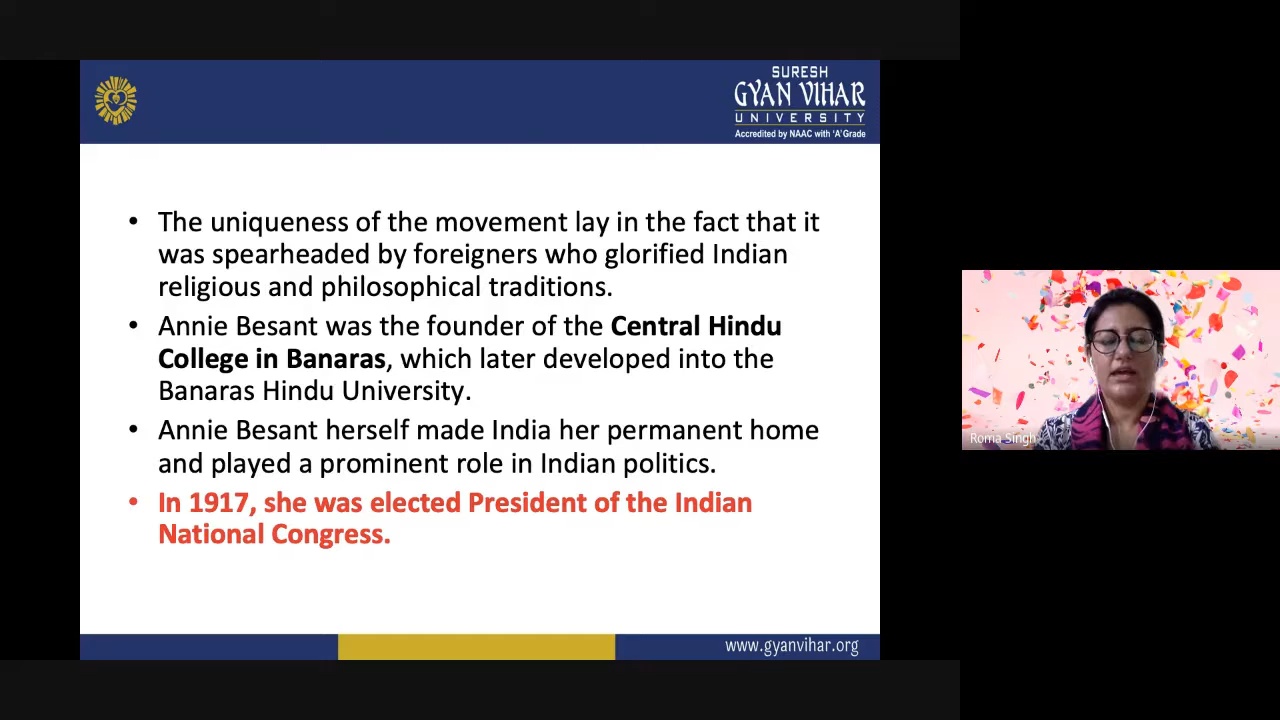 SURESH
GYAN VIHAR
UNIVERSITY
Accredited by NAAC with 'A' Grade
• The uniqueness of the movement lay in the fact that it
was spearheaded by foreigners who glorified Indian
religious and philosophical traditions.
• Annie Besant was the founder of the Central Hindu
College in Banaras, which later developed into the
Banaras Hindu University.
• Annie Besant herself made India her permanent home
and played a prominent role in Indian politics.
• In 1917, she was elected President of the Indian
National Congress.
www.gyanvihar.org
Roma Singh